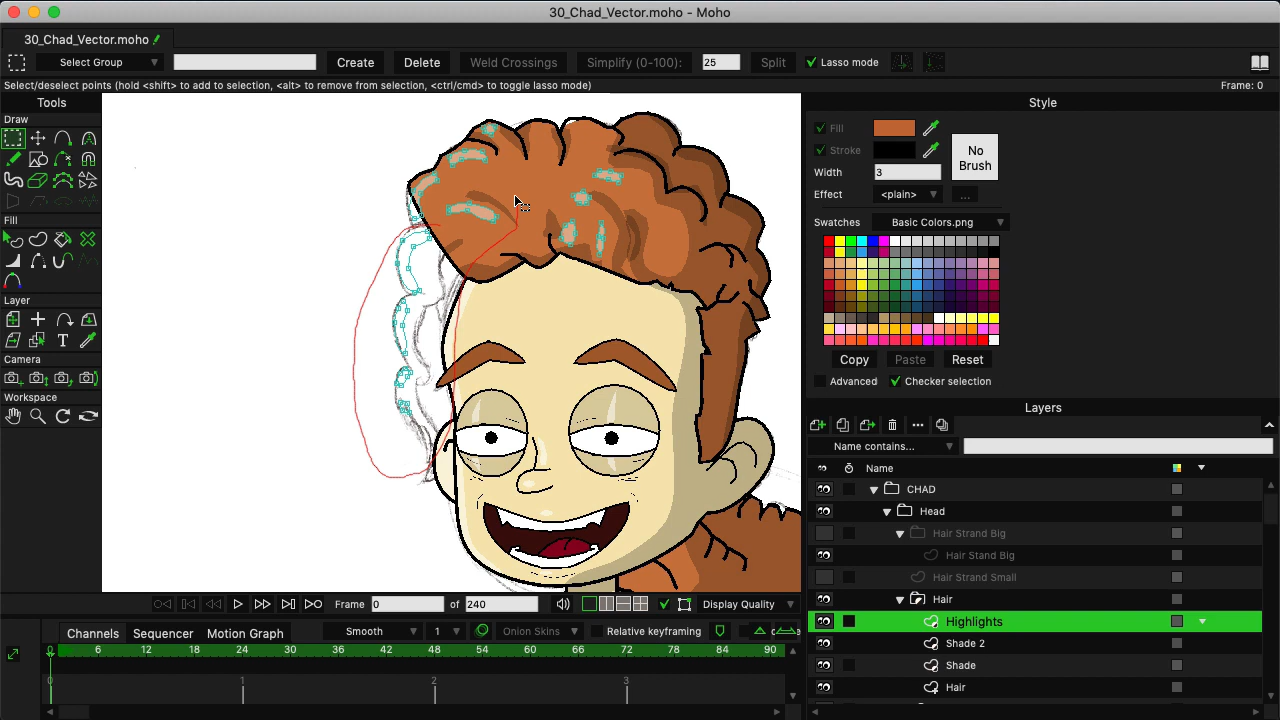 30_Chad_Vector.moho - Moho
30_Chad_Vector.moho
Select Group
Create
Delete
Weld Crossings
Simplify (0-100):
25
Split
Lasso mode
Select/deselect points (hold <shift> to add to selection, <alt> to remove from selection, <ctrl/cmd> to toggle lasso mode)
Frame: 0
Tools
Draw
Fill
Layer
Camera
Workspace
Style
Fill
Stroke
No
Brush
Width
3
Effect
<plain>
...
Swatches
Basic Colors.png
Copy
Paste
Reset
Advanced
Checker selection
Layers
Name contains...
Name
CHAD
Head
Hair Strand Big
Hair Stand Big
Hair Strand Small
Hair
Highlights
Shade 2
Shade
Hair
Frame
0
of
240
Display Quality
Channels
Sequencer
Motion Graph
Smooth
1
Onion Skins
Relative keyframing
0 6 12 18 24 30 36 42 48 54 60 66 72 78 84 90
0 1 2 3